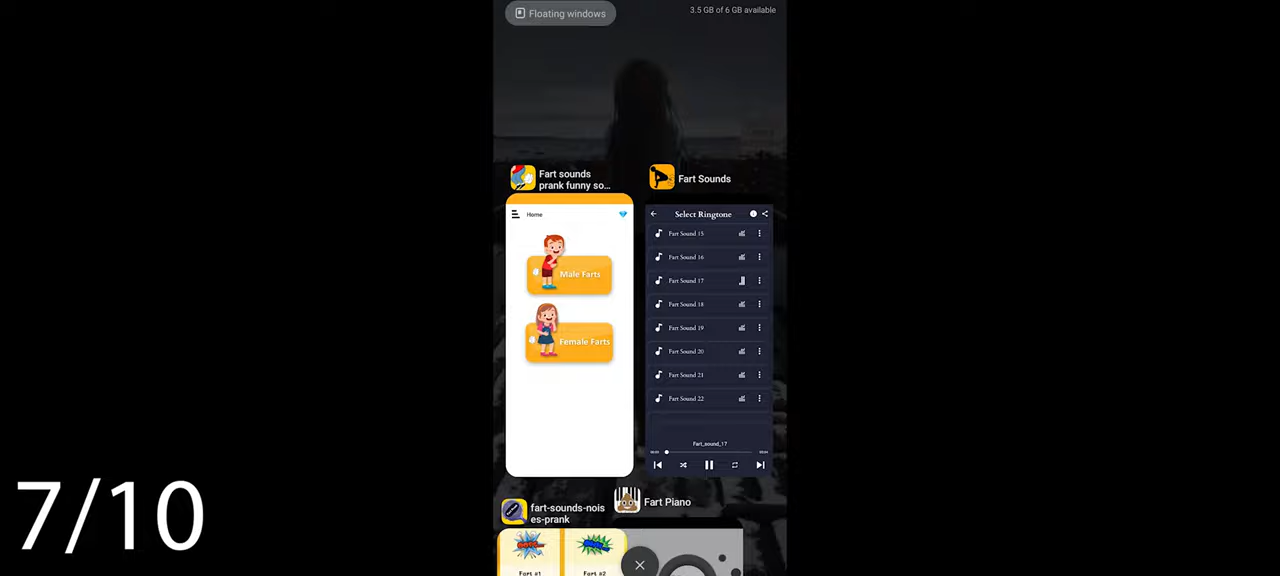 Floating windows
3.5 GB of 6 GB available
Fart sounds
prank funny so...
Home
Male Farts
Female Farts
Fart Sounds
Select Ringtone
Fart Sound 15
Fart Sound 16
Fart Sound 17
Fart Sound 18
Fart Sound 19
Fart Sound 20
Fart Sound 21
Fart Sound 22
Fart_sound_17
fart-sounds-nois
es-prank
Fart #1
Fart #2
Fart Piano
7/10